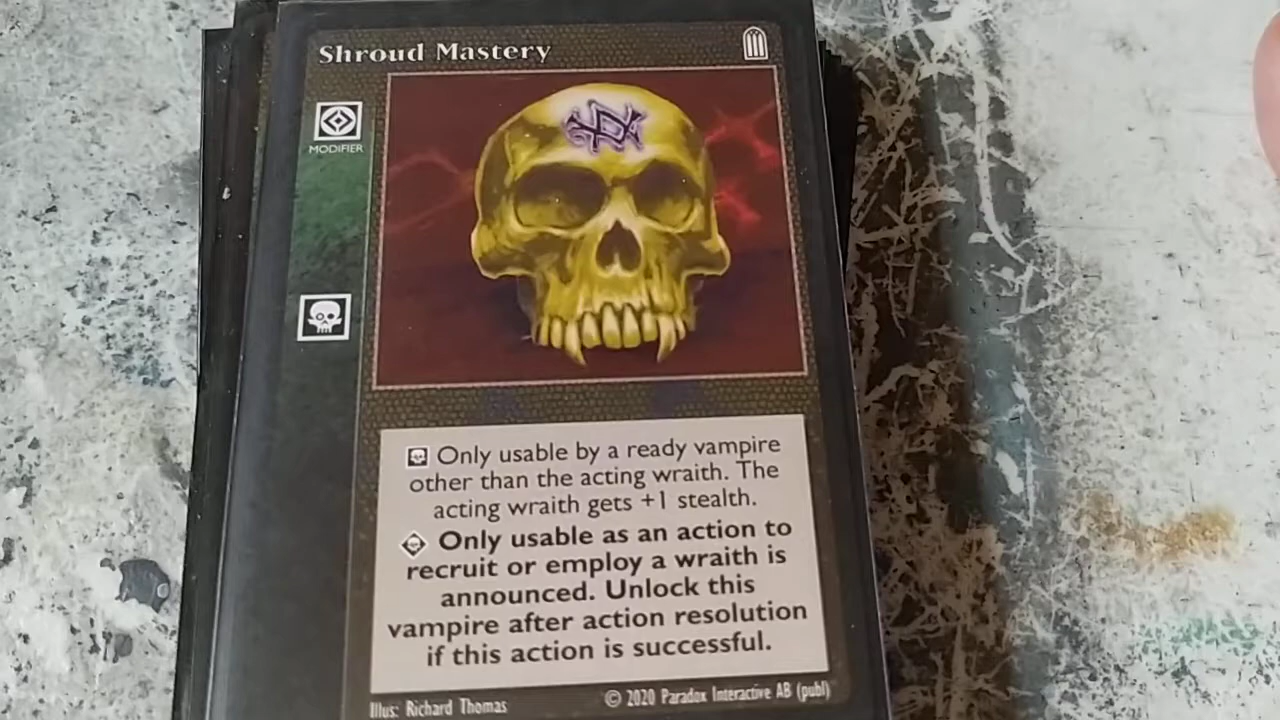 Shroud Mastery
MODIFIER
Only usable by a ready vampire
other than the acting wraith. The
acting wraith gets +1 stealth.
Only usable as an action to
recruit or employ a wraith is
announced. Unlock this
vampire after action resolution
if this action is successful.
Illus: Richard Thomas
© 2020 Paradox Interactive AB (publ)